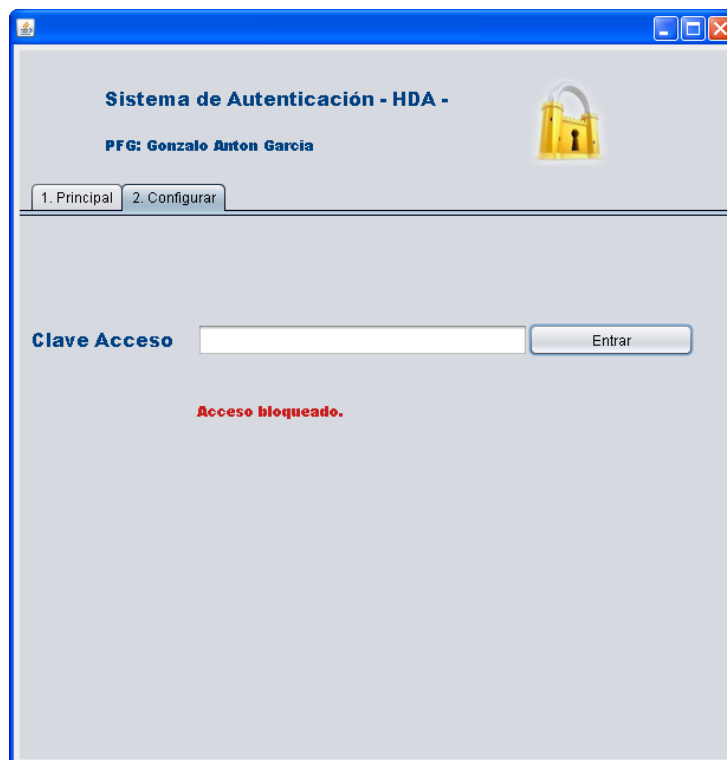 Sistema de Autenticación - HDA -
PFG: Gonzalo Anton Garcia
1. Principal
2. Configurar
Clave Acceso
Entrar
Acceso bloqueado.